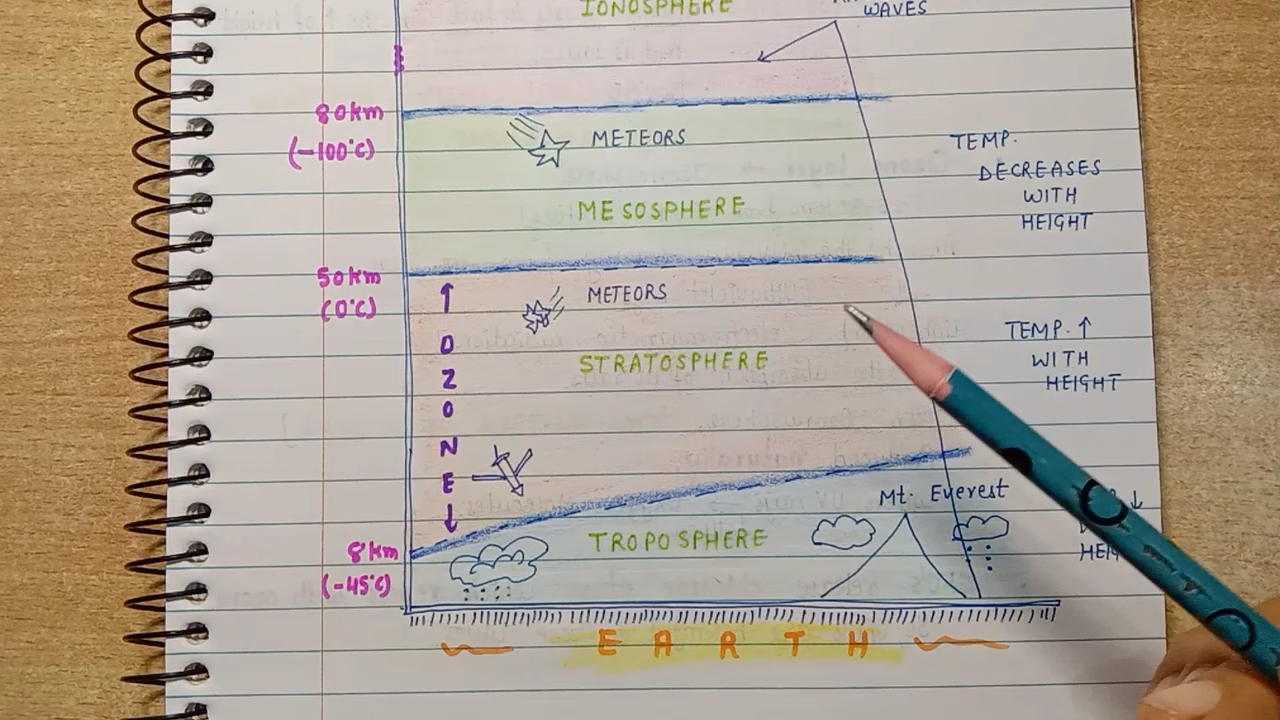 IONOSPHERE
WAVES
80km
(-100°C)
METEORS
MESOSPHERE
TEMP.
DECREASES
WITH
HEIGHT
50km
(0°C)
METEORS
STRATOSPHERE
TEMP. ↑
WITH
HEIGHT
↑
O
Z
O
N
E
↓
Mt. Everest
TROPOSPHERE
8km
(-45°C)
EARTH